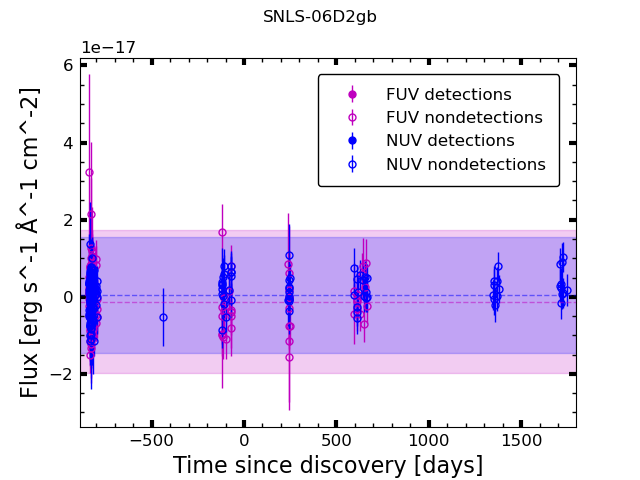 SNLS-06D2gb
1e−17
6
4
2
0
−2
Flux [erg s^-1 Å^-1 cm^-2]
FUV detections
FUV nondetections
NUV detections
NUV nondetections
−500 0 500 1000 1500
Time since discovery [days]